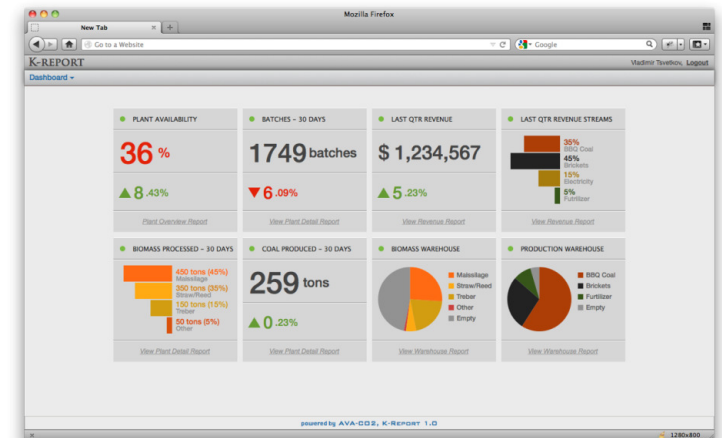 Mozilla Firefox
New Tab
Go to a Website
Google
K-REPORT
Vladimir Tsvetkov, Logout
Dashboard
PLANT AVAILABILITY
36 %
8.43%
Plant Overview Report
BATCHES – 30 DAYS
1749 batches
6.09%
View Plant Detail Report
LAST QTR REVENUE
$ 1,234,567
5.23%
View Revenue Report
LAST QTR REVENUE STREAMS
35%
BBQ Coal
45%
Brickets
15%
Electricity
5%
Futrilizer
View Revenue Report
BIOMASS PROCESSED – 30 DAYS
450 tons (45%)
Maissilage
350 tons (35%)
Straw/Reed
150 tons (15%)
Treber
50 tons (5%)
Other
View Plant Detail Report
COAL PRODUCED – 30 DAYS
259 tons
0.23%
View Plant Detail Report
BIOMASS WAREHOUSE
Maissilage
Straw/Reed
Treber
Other
Empty
View Warehouse Report
PRODUCTION WAREHOUSE
BBQ Coal
Brickets
Furtilizer
Empty
View Warehouse Report
powered by AVA-CO2, K-REPORT 1.0
1280x800